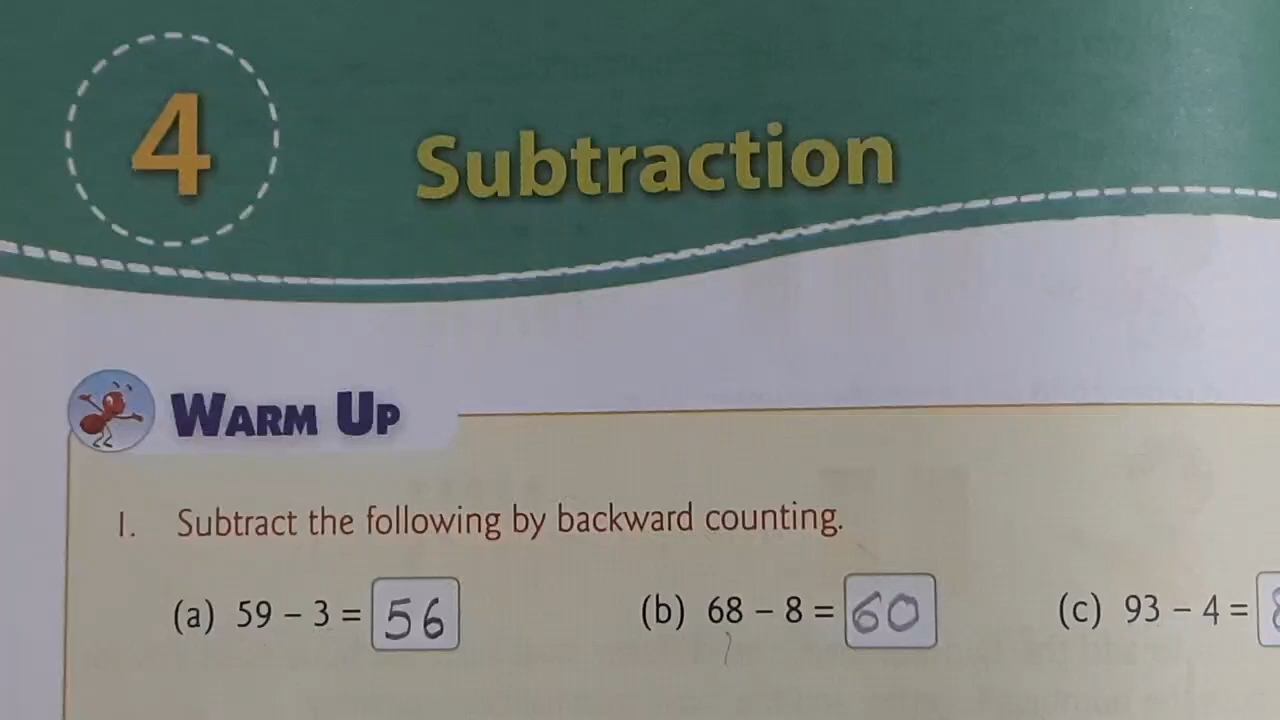 4
Subtraction
WARM UP
1. Subtract the following by backward counting.
(a) 59 – 3 = 56 (b) 68 – 8 = 60 (c) 93 – 4 =